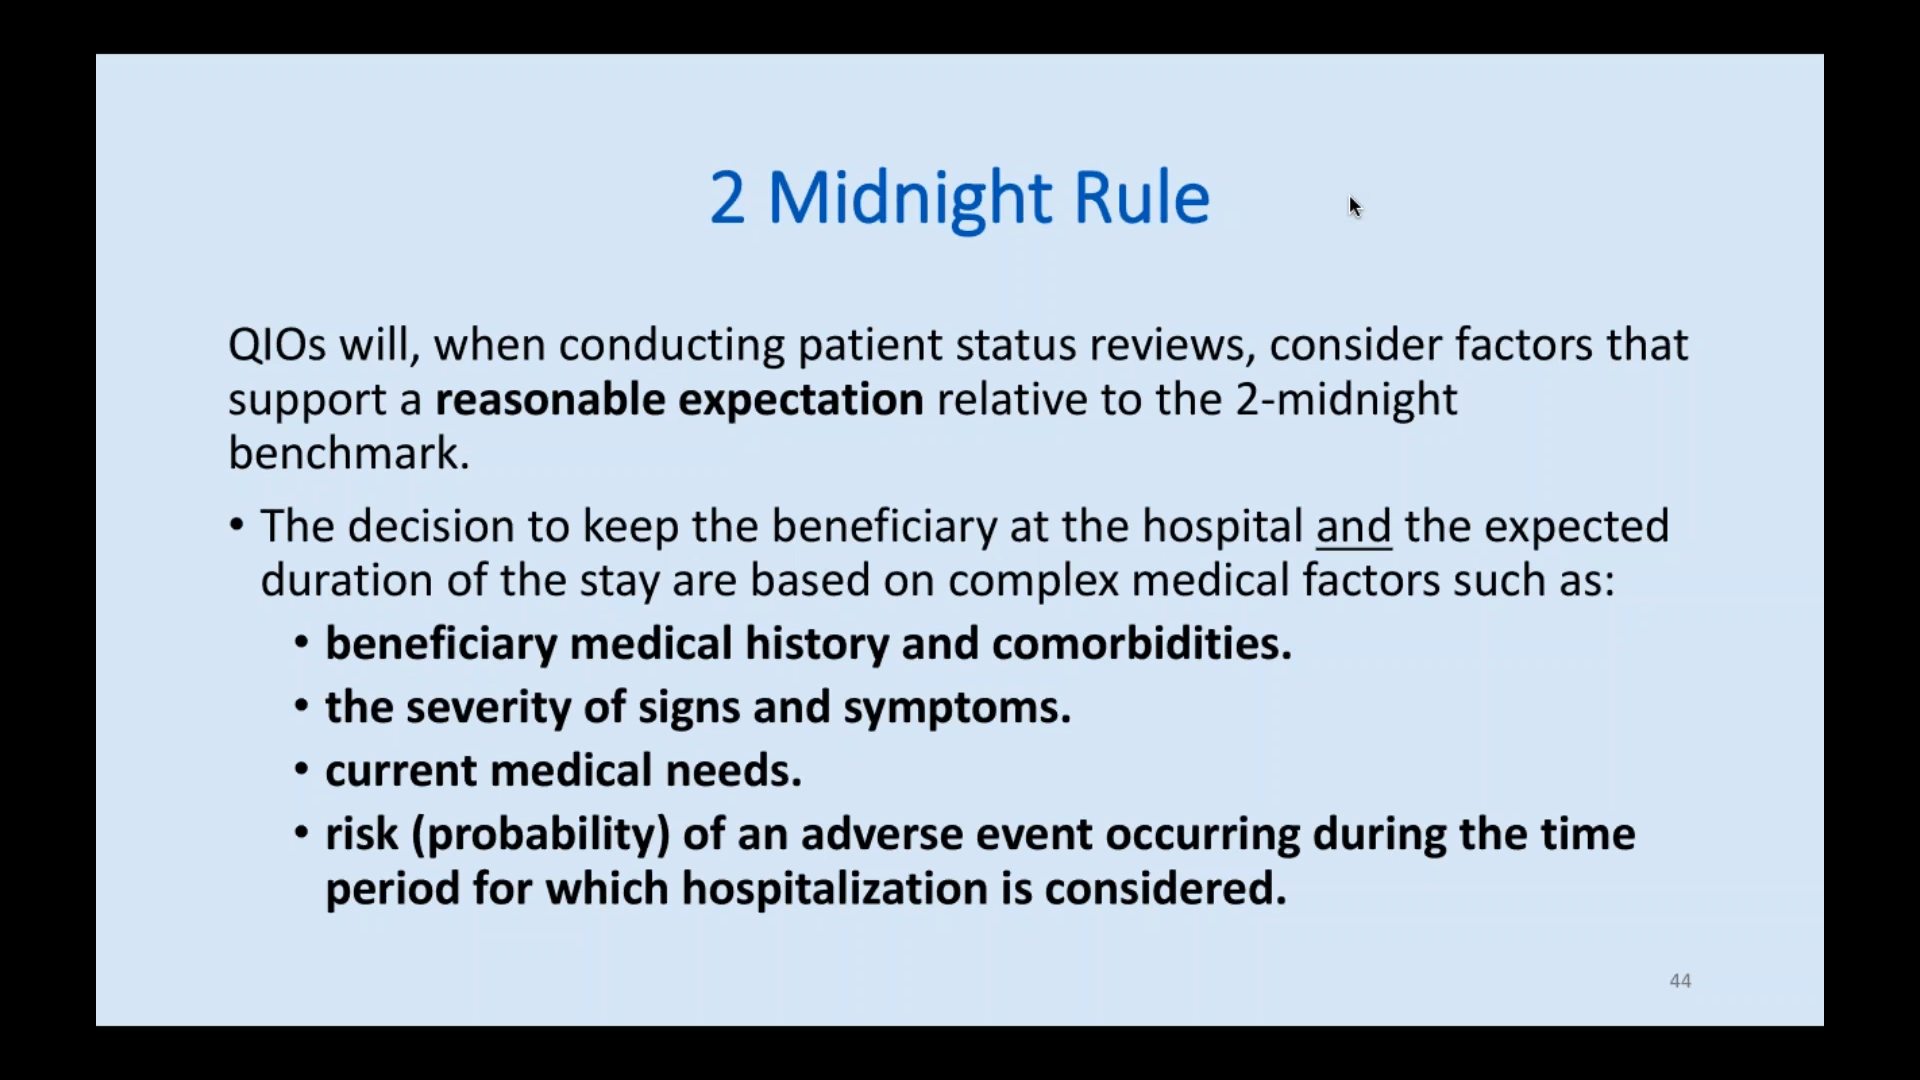 2 Midnight Rule
QIOs will, when conducting patient status reviews, consider factors that
support a reasonable expectation relative to the 2-midnight
benchmark.
• The decision to keep the beneficiary at the hospital and the expected
duration of the stay are based on complex medical factors such as:
• beneficiary medical history and comorbidities.
• the severity of signs and symptoms.
• current medical needs.
• risk (probability) of an adverse event occurring during the time
period for which hospitalization is considered.
44